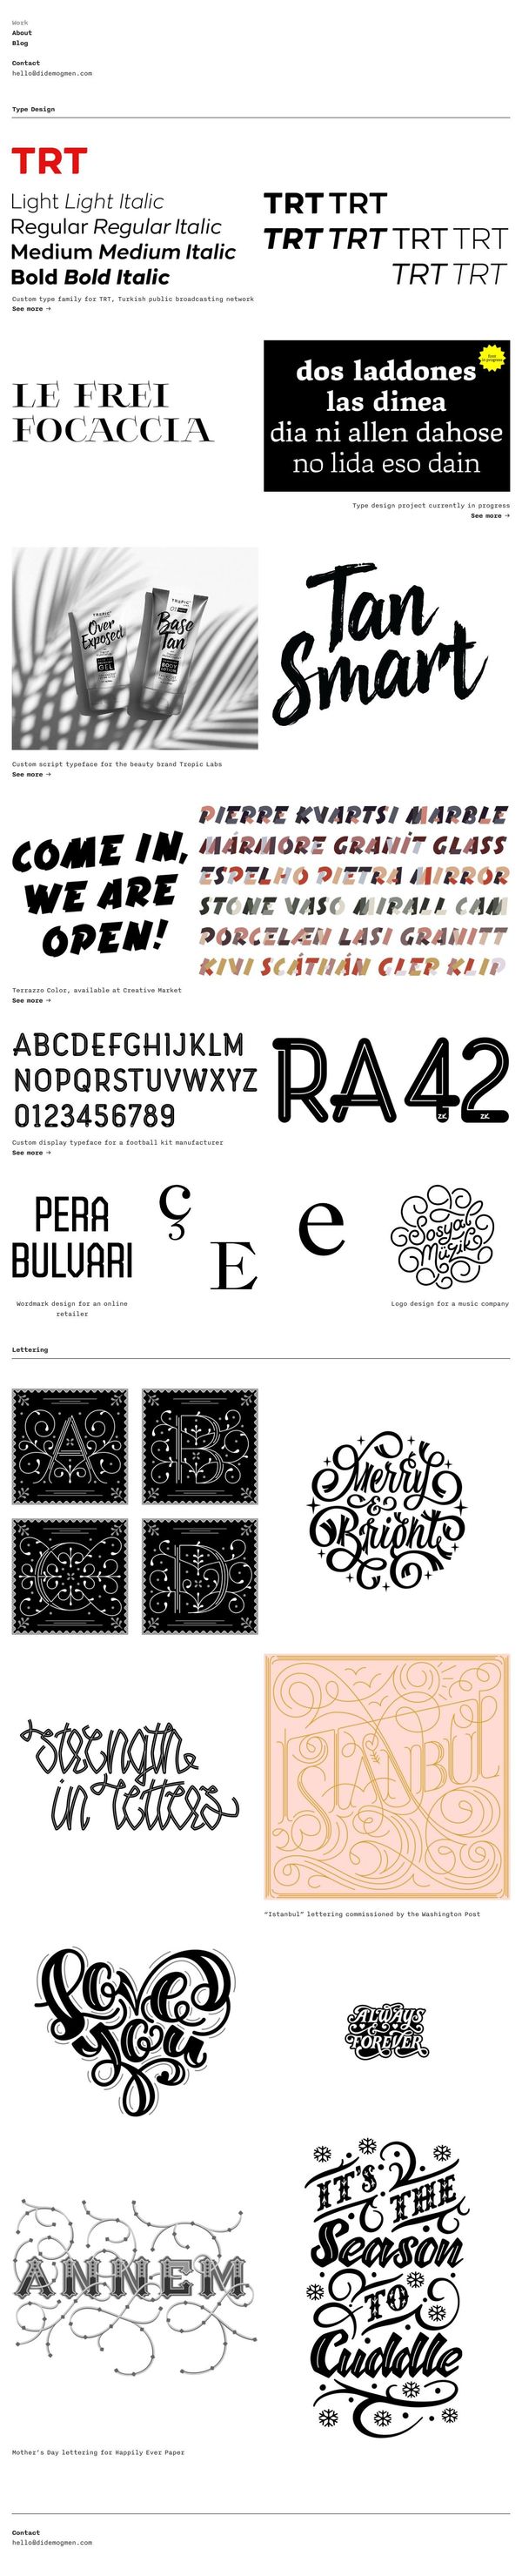 Work
About
Blog
Contact
hello@didemogmen.com
Type Design
TRT
Light Light Italic
Regular Regular Italic
Medium Medium Italic
Bold Bold Italic
TRT TRT
TRT TRT TRT TRT
TRT TRT
Custom type family for TRT, Turkish public broadcasting network
See more →
LE FREI
FOCACCIA
dos laddones
las dinea
dia ni allen dahose
no lida eso dain
Type design project currently in progress
See more →
TROPIC
Over
Exposed
GEL
TROPIC
Base
Tan
Tan
Smart
Custom script typeface for the beauty brand Tropic Labs
See more →
COME IN,
WE ARE
OPEN!
PIERRE KVARTSI MARBLE
MÁRMORE GRANİT GLASS
ESPELHO PIETRA MIRROR
STONE VASO MIRALL CAM
PORCELÆN LASI GRANITT
KIVI SCÁTHÁN GLER KLIP
Terrazzo Color, available at Creative Market
See more →
ABCDEFGHIJKLM
NOPQRSTUVWXYZ
0123456789
RA42
ZK
ZK
Custom display typeface for a football kit manufacturer
See more →
PERA
BULVARI
ç
E
e
Sosyal
Müzik
Wordmark design for an online
retailer
Logo design for a music company
Lettering
A
B
C
D
Merry
&
Bright
strength
in letters
ISTANBUL
"Istanbul" lettering commissioned by the Washington Post
love
you
ALWAYS
&
FOREVER
ANNEM
IT'S THE
Season
TO
Cuddle
Mother's Day lettering for Happily Ever Paper
Contact
hello@didemogmen.com